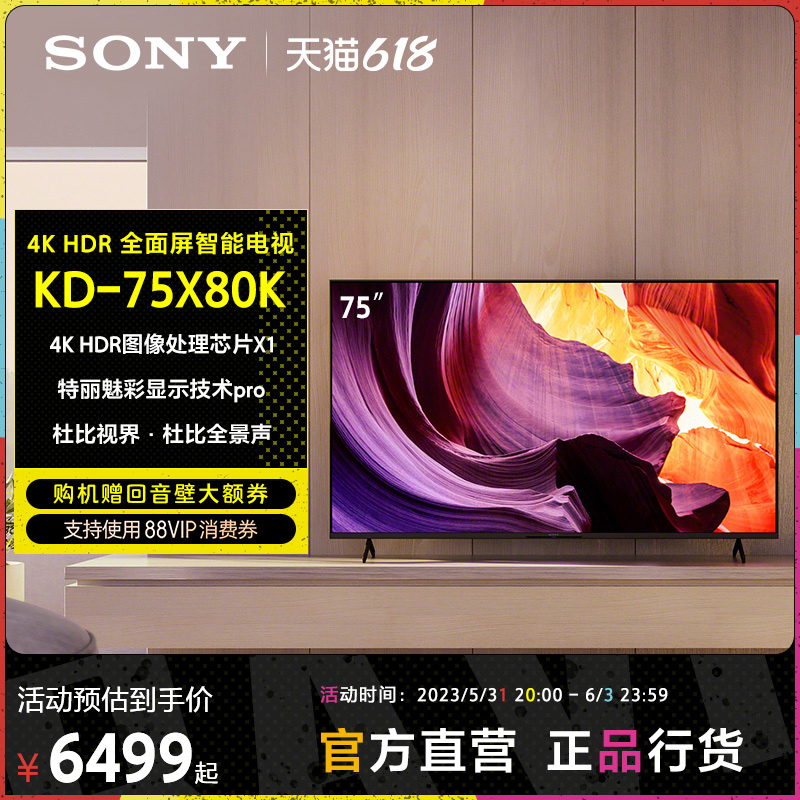 SONY 天猫618
4K HDR 全面屏智能电视
KD-75X80K
4K HDR图像处理芯片X1
特丽魅彩显示技术pro
杜比视界·杜比全景声
购机赠回音壁大额券
支持使用88VIP消费券
75”
活动预估到手价
¥6499起
活动时间：2023/5/31 20:00 - 6/3 23:59
官方直营 正品行货